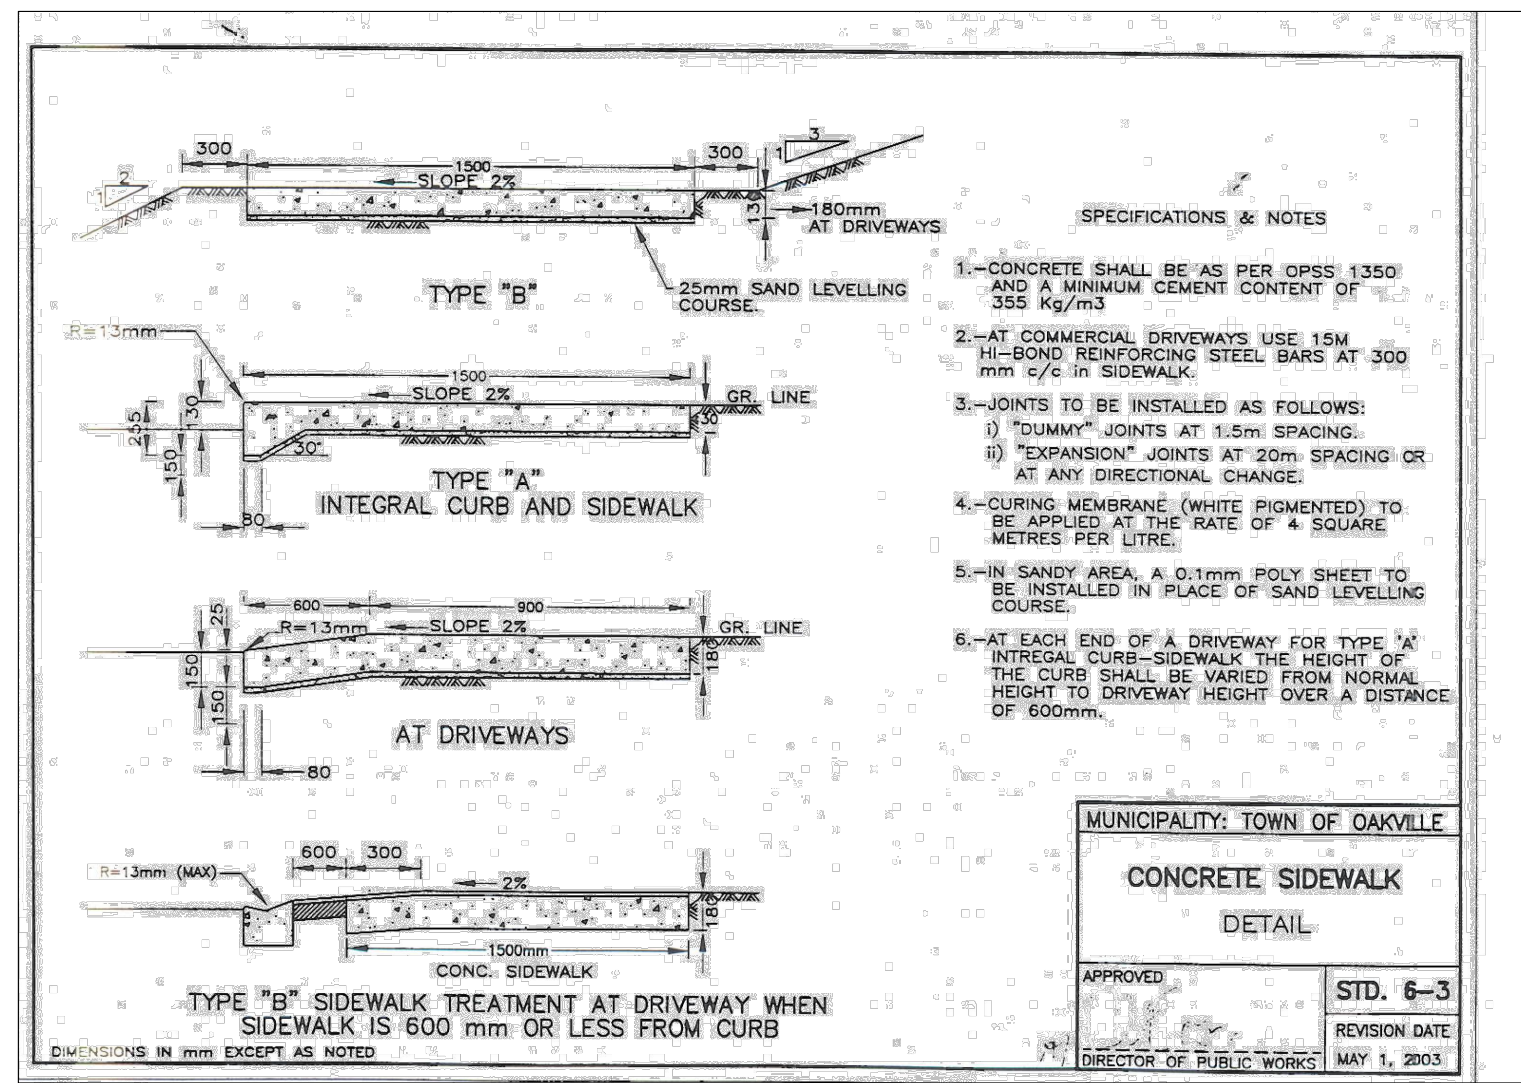 300
1500
300
3
1
SLOPE 2%
2
1
13
180mm
AT DRIVEWAYS
TYPE "B"
25mm SAND LEVELLING
COURSE.
R=13mm
1500
SLOPE 2%
GR. LINE
255
130
150
30°
30
80
TYPE "A"
INTEGRAL CURB AND SIDEWALK
600
900
25
R=13mm
SLOPE 2%
GR. LINE
150
150
180
AT DRIVEWAYS
80
600
300
R=13mm (MAX)
2%
180
1500mm
CONC. SIDEWALK
TYPE "B" SIDEWALK TREATMENT AT DRIVEWAY WHEN
SIDEWALK IS 600 mm OR LESS FROM CURB
DIMENSIONS IN mm EXCEPT AS NOTED
SPECIFICATIONS & NOTES
1.-CONCRETE SHALL BE AS PER OPSS 1350
AND A MINIMUM CEMENT CONTENT OF
355 Kg/m3
2.-AT COMMERCIAL DRIVEWAYS USE 15M
HI-BOND REINFORCING STEEL BARS AT 300
mm c/c in SIDEWALK.
3.-JOINTS TO BE INSTALLED AS FOLLOWS:
i) "DUMMY" JOINTS AT 1.5m SPACING.
ii) "EXPANSION" JOINTS AT 20m SPACING OR
AT ANY DIRECTIONAL CHANGE.
4.-CURING MEMBRANE (WHITE PIGMENTED) TO
BE APPLIED AT THE RATE OF 4 SQUARE
METRES PER LITRE.
5.-IN SANDY AREA, A 0.1mm POLY SHEET TO
BE INSTALLED IN PLACE OF SAND LEVELLING
COURSE.
6.-AT EACH END OF A DRIVEWAY FOR TYPE 'A'
INTREGAL CURB-SIDEWALK THE HEIGHT OF
THE CURB SHALL BE VARIED FROM NORMAL
HEIGHT TO DRIVEWAY HEIGHT OVER A DISTANCE
OF 600mm.
MUNICIPALITY: TOWN OF OAKVILLE
CONCRETE SIDEWALK
DETAIL
APPROVED
DIRECTOR OF PUBLIC WORKS
STD. 6-3
REVISION DATE
MAY 1, 2003